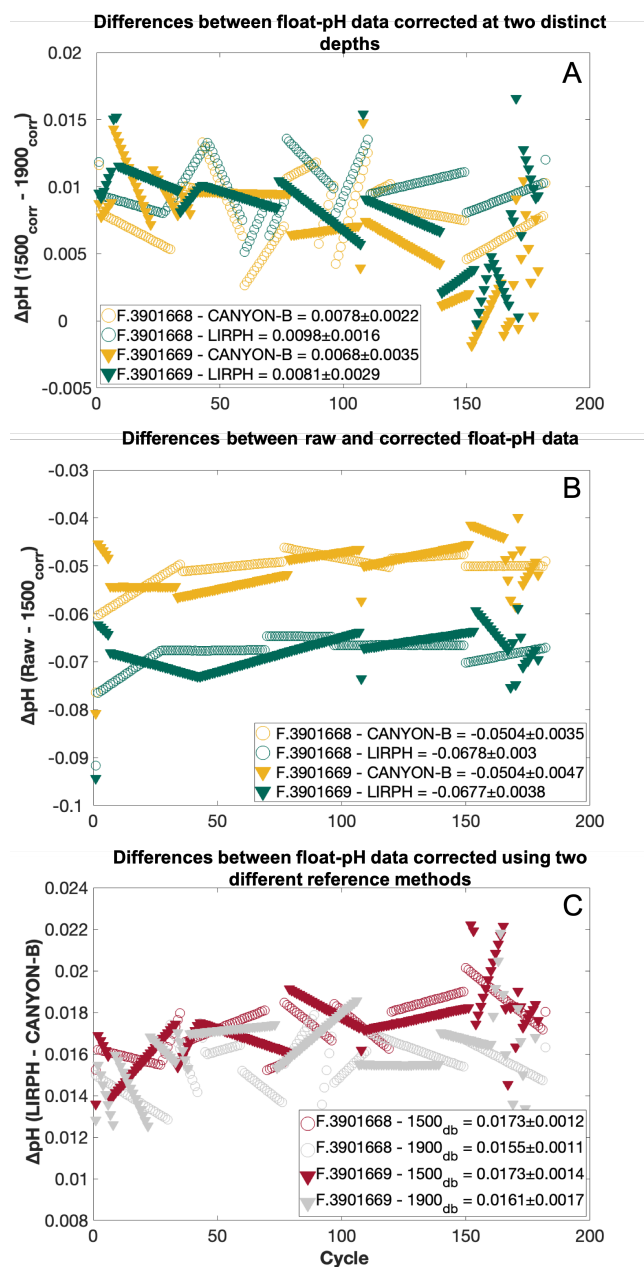 Differences between float-pH data corrected at two distinct
depths
0.02
A
0.015
0.01
0.005
0
-0.005
ΔpH (1500corr - 1900corr)
F.3901668 - CANYON-B = 0.0078±0.0022
F.3901668 - LIRPH = 0.0098±0.0016
F.3901669 - CANYON-B = 0.0068±0.0035
F.3901669 - LIRPH = 0.0081±0.0029
0 50 100 150 200
Differences between raw and corrected float-pH data
-0.03
B
-0.04
-0.05
-0.06
-0.07
-0.08
-0.09
-0.1
ΔpH (Raw - 1500corr)
F.3901668 - CANYON-B = -0.0504±0.0035
F.3901668 - LIRPH = -0.0678±0.003
F.3901669 - CANYON-B = -0.0504±0.0047
F.3901669 - LIRPH = -0.0677±0.0038
0 50 100 150 200
Differences between float-pH data corrected using two
different reference methods
0.024
C
0.022
0.02
0.018
0.016
0.014
0.012
0.01
0.008
ΔpH (LIRPH - CANYON-B)
F.3901668 - 1500db = 0.0173±0.0012
F.3901668 - 1900db = 0.0155±0.0011
F.3901669 - 1500db = 0.0173±0.0014
F.3901669 - 1900db = 0.0161±0.0017
0 50 100 150 200
Cycle